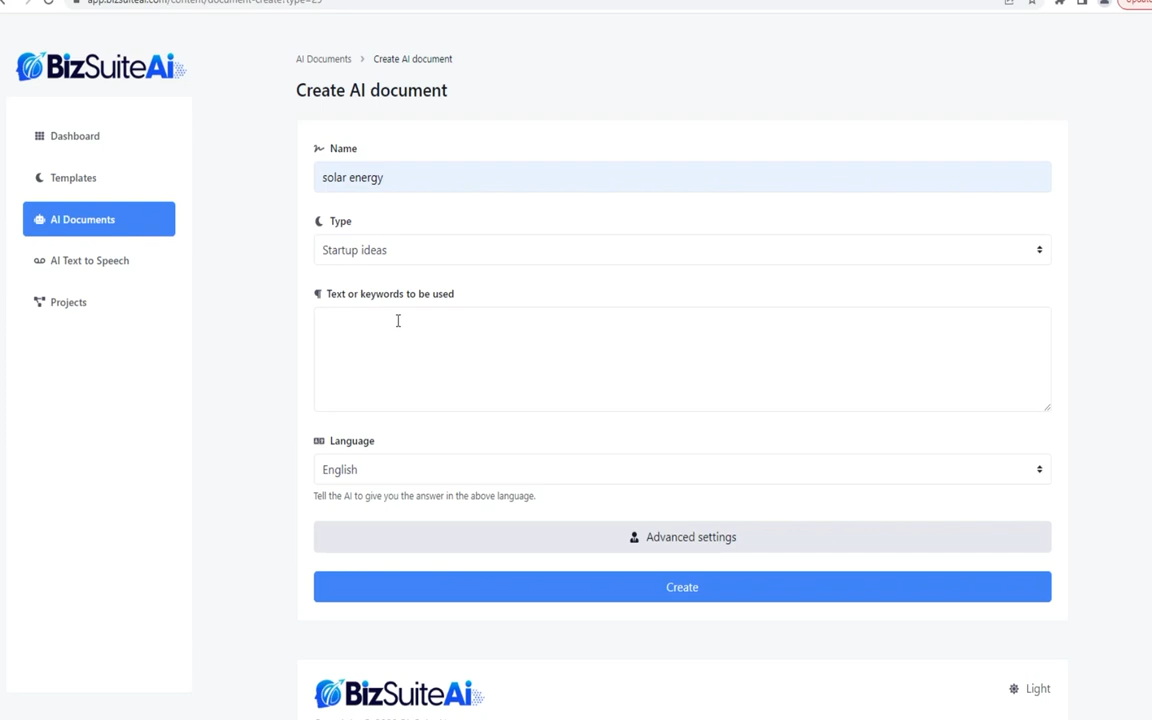 BizSuiteAi
Dashboard
Templates
AI Documents
AI Text to Speech
Projects
AI Documents > Create AI document
Create AI document
Name
solar energy
Type
Startup ideas
Text or keywords to be used
Language
English
Tell the AI to give you the answer in the above language.
Advanced settings
Create
BizSuiteAi
Light